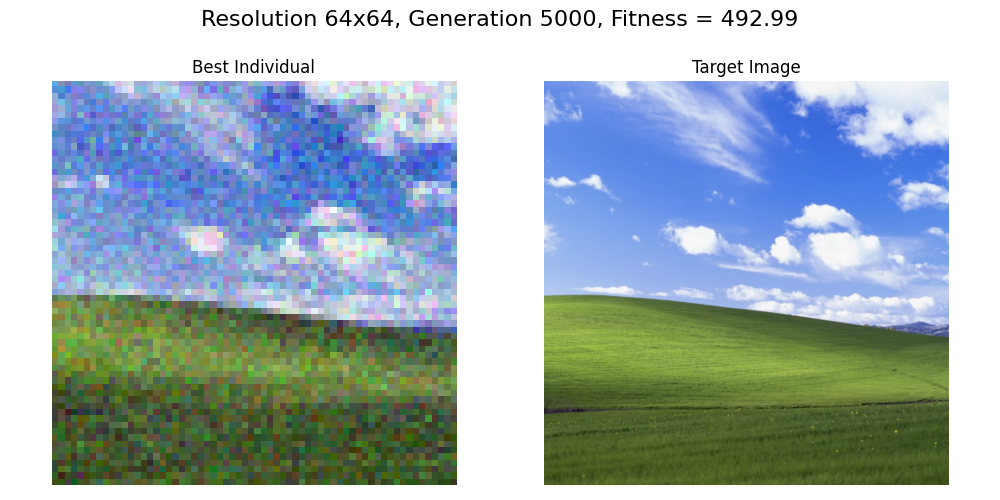 Resolution 64x64, Generation 5000, Fitness = 492.99
Best Individual
Target Image